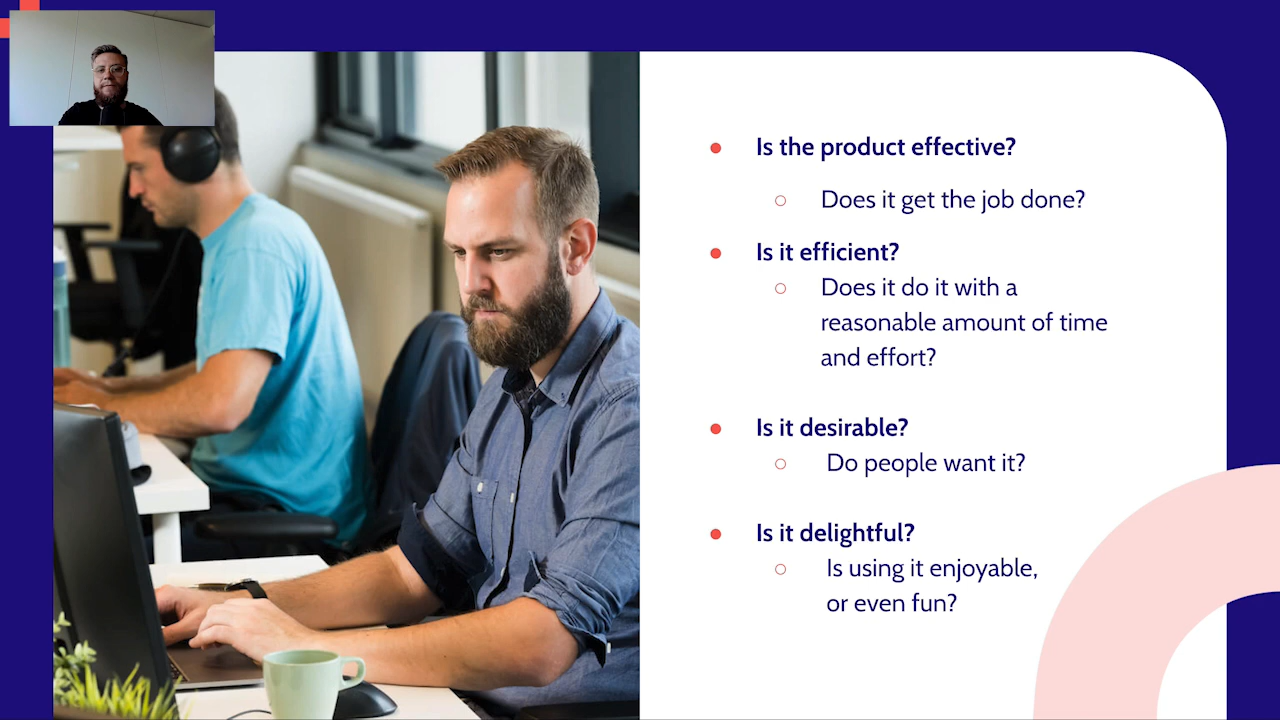 Is the product effective?
Does it get the job done?
Is it efficient?
Does it do it with a
reasonable amount of time
and effort?
Is it desirable?
Do people want it?
Is it delightful?
Is using it enjoyable,
or even fun?